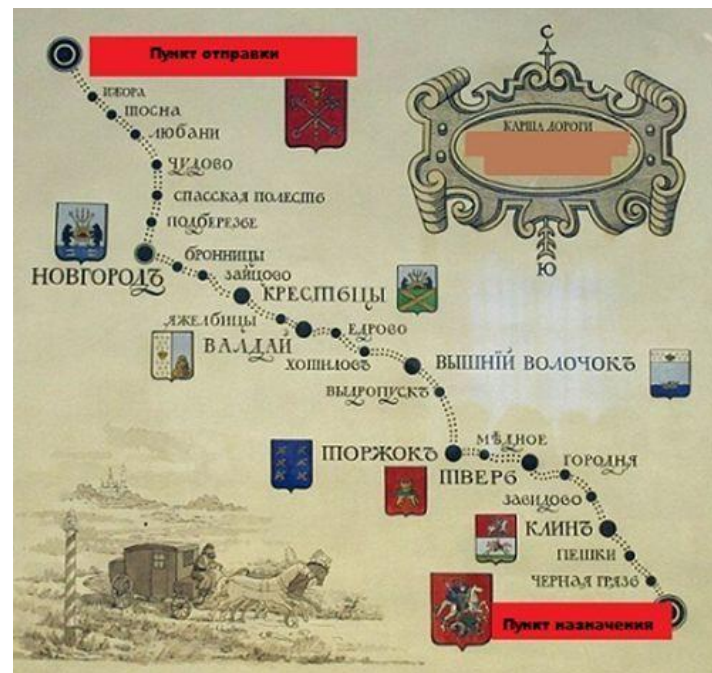 Пункт отправки
С
КАРТА ДОРОГИ
ИЖОРА
ТОСНА
ЛЮБАНИ
ЧУДОВО
СПАССКАЯ ПОЛЕСТЬ
ПОДБЕРЕЗЬЕ
Ю
НОВГОРОДЪ
БРОННИЦЫ
ЗАЙЦОВО
КРЕСТЬЦЫ
ЯЖЕЛБИЦЫ
ВАЛДАЙ
ЕДРОВО
ХОТИЛОВЪ
ВЫШНІЙ ВОЛОЧОКЪ
ВЫДРОПУСКЪ
ТОРЖОКЪ
МѢДНОЕ
ТВЕРЬ
ГОРОДНЯ
ЗАВИДОВО
КЛИНЪ
ПЕШКИ
ЧЕРНАЯ ГРЯЗЬ
Пункт назначения